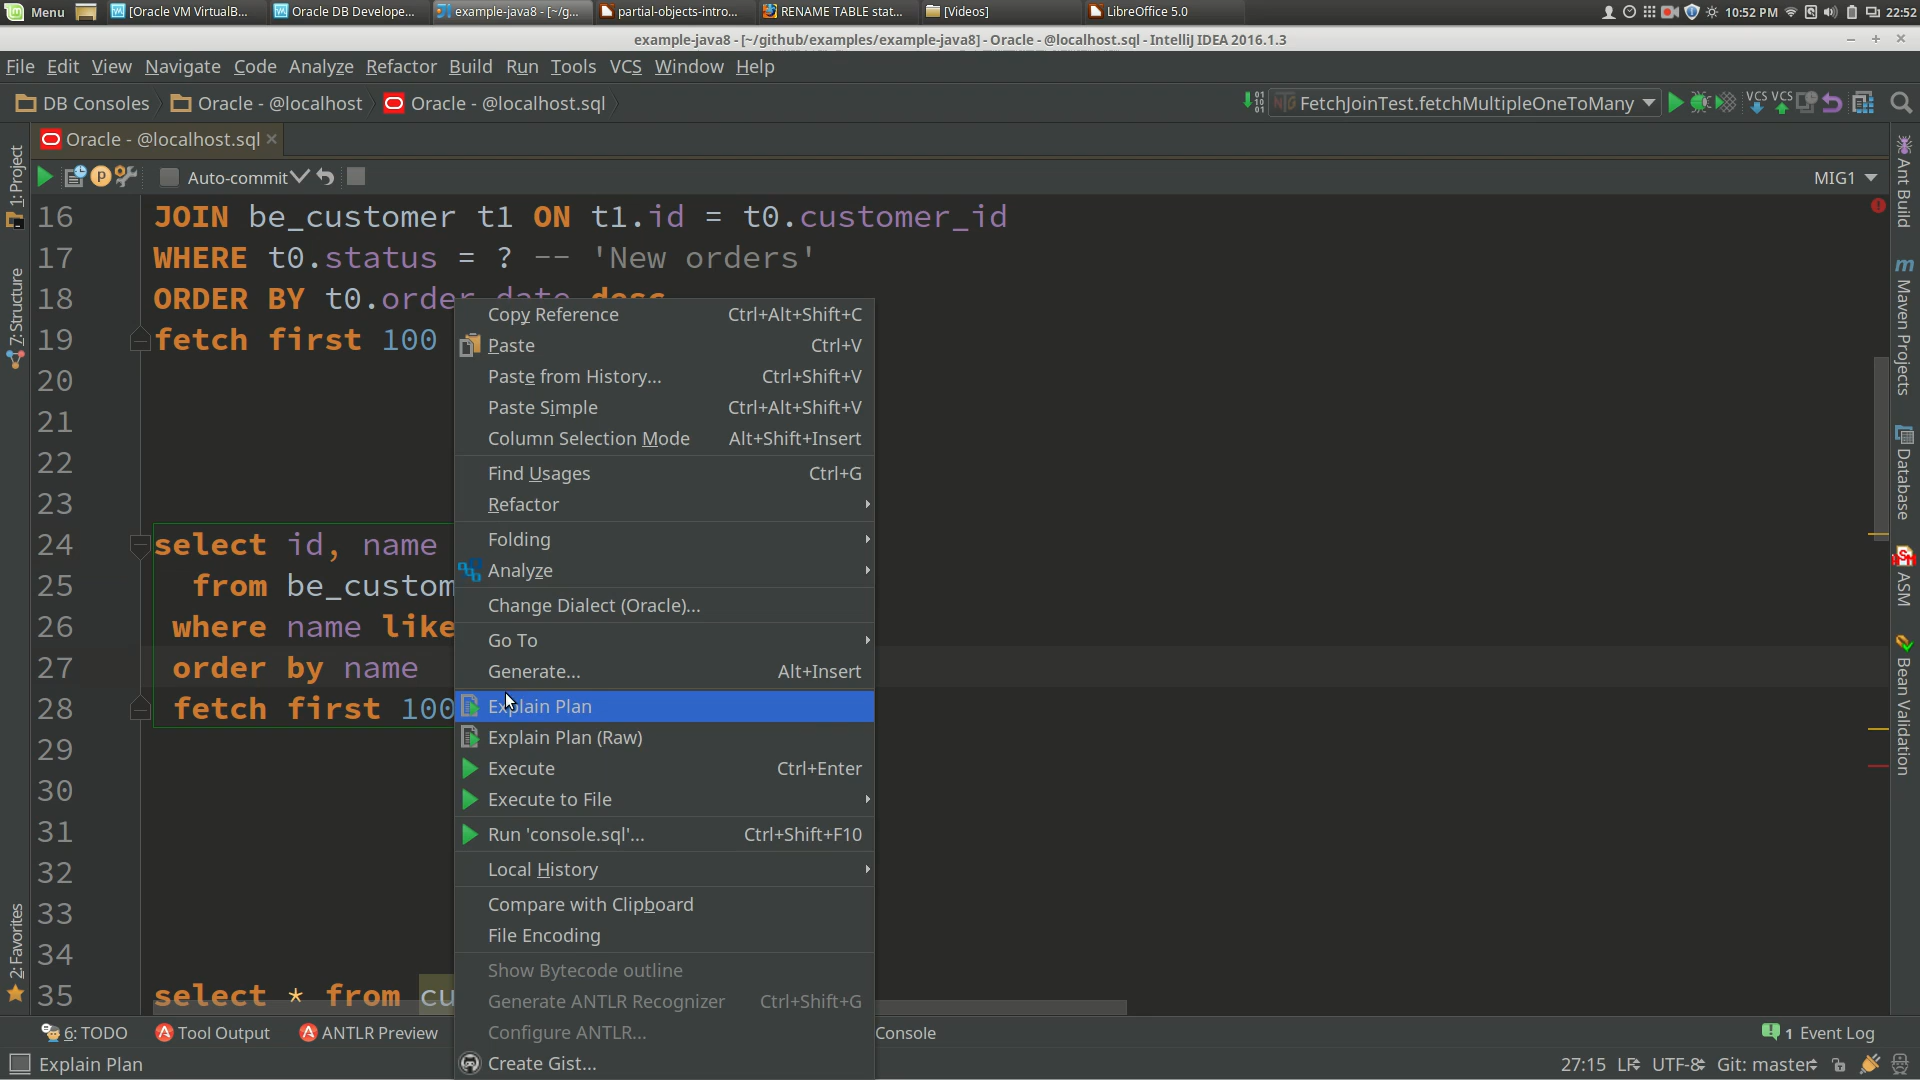 Menu [Oracle VM VirtualB... Oracle DB Develope... example-java8 - [~/g... partial-objects-intro... RENAME TABLE stat... [Videos] LibreOffice 5.0 10:52 PM 22:52
example-java8 - [~/github/examples/example-java8] - Oracle - @localhost.sql - IntelliJ IDEA 2016.1.3
File Edit View Navigate Code Analyze Refactor Build Run Tools VCS Window Help
DB Consoles Oracle - @localhost Oracle - @localhost.sql FetchJoinTest.fetchMultipleOneToMany VCS VCS
Oracle - @localhost.sql
Auto-commit MIG1
1: Project
7: Structure
2: Favorites
16 JOIN be_customer t1 ON t1.id = t0.customer_id
17 WHERE t0.status = ? -- 'New orders'
18 ORDER BY t0.order_date desc
19 fetch first 100
20
21
22
23
24 select id, name
25 from be_custom
26 where name like
27 order by name
28 fetch first 100
29
30
31
32
33
34
35 select * from cu
Copy Reference Ctrl+Alt+Shift+C
Paste Ctrl+V
Paste from History... Ctrl+Shift+V
Paste Simple Ctrl+Alt+Shift+V
Column Selection Mode Alt+Shift+Insert
Find Usages Ctrl+G
Refactor
Folding
Analyze
Change Dialect (Oracle)...
Go To
Generate... Alt+Insert
Explain Plan
Explain Plan (Raw)
Execute Ctrl+Enter
Execute to File
Run 'console.sql'... Ctrl+Shift+F10
Local History
Compare with Clipboard
File Encoding
Show Bytecode outline
Generate ANTLR Recognizer Ctrl+Shift+G
Configure ANTLR...
Create Gist...
Ant Build
Maven Projects
Database
ASM
Bean Validation
6: TODO Tool Output ANTLR Preview Console 1 Event Log
Explain Plan 27:15 LF UTF-8 Git: master